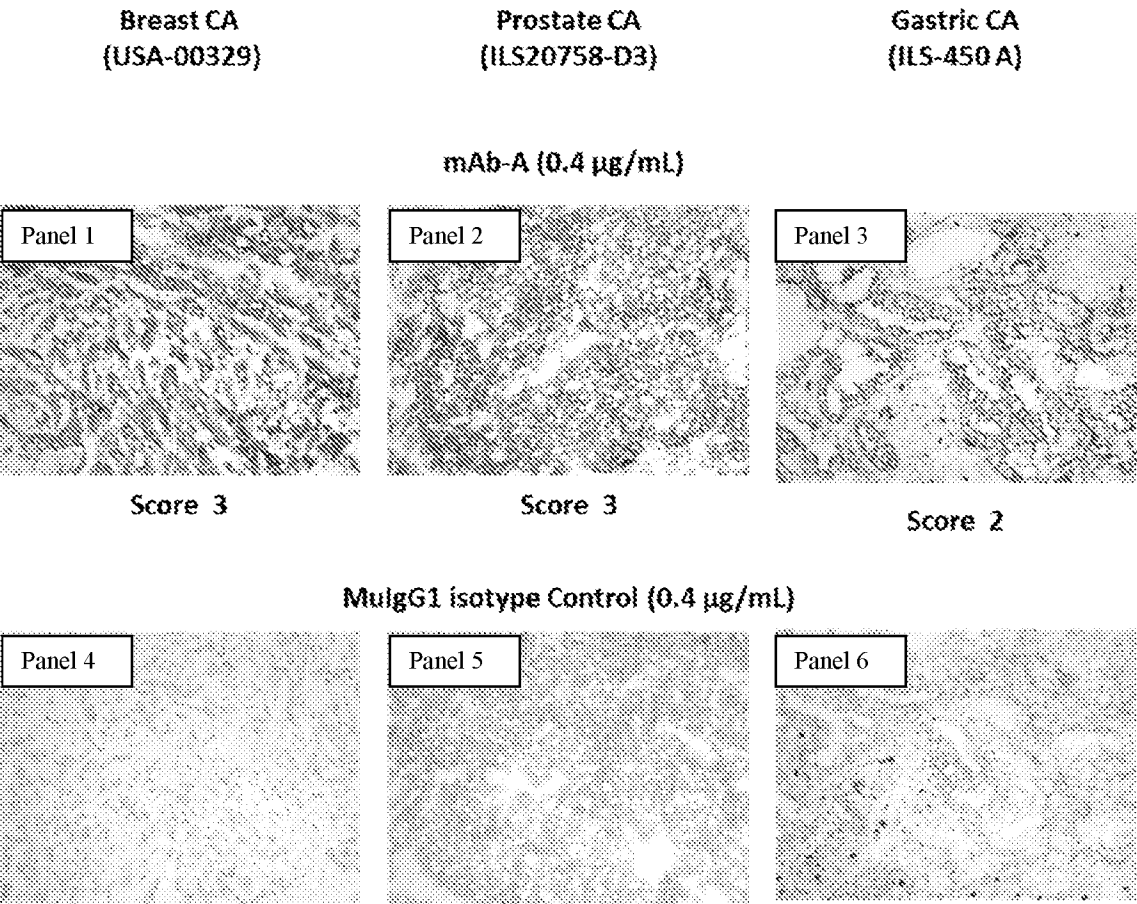 Breast CA
(USA-00329)
Prostate CA
(ILS20758-D3)
Gastric CA
(ILS-450 A)
mAb-A (0.4 µg/mL)
Panel 1
Panel 2
Panel 3
Score 3
Score 3
Score 2
MuIgG1 isotype Control (0.4 µg/mL)
Panel 4
Panel 5
Panel 6